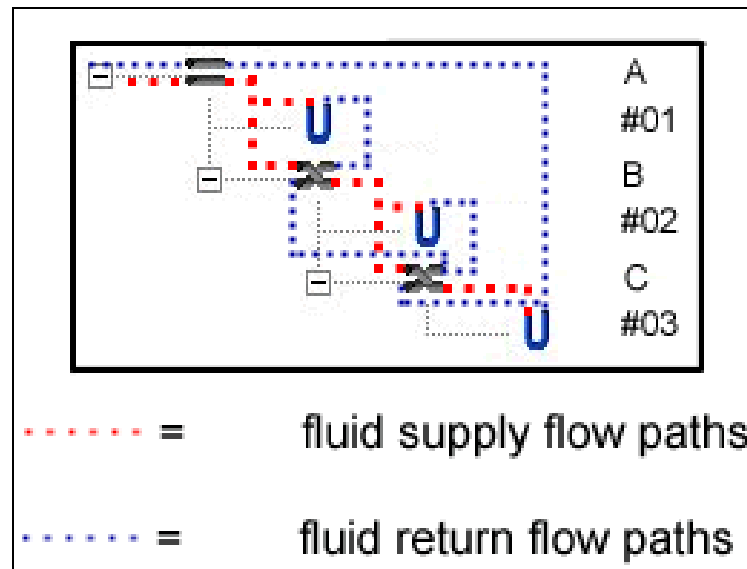 A
#01
B
#02
C
#03
= fluid supply flow paths
= fluid return flow paths